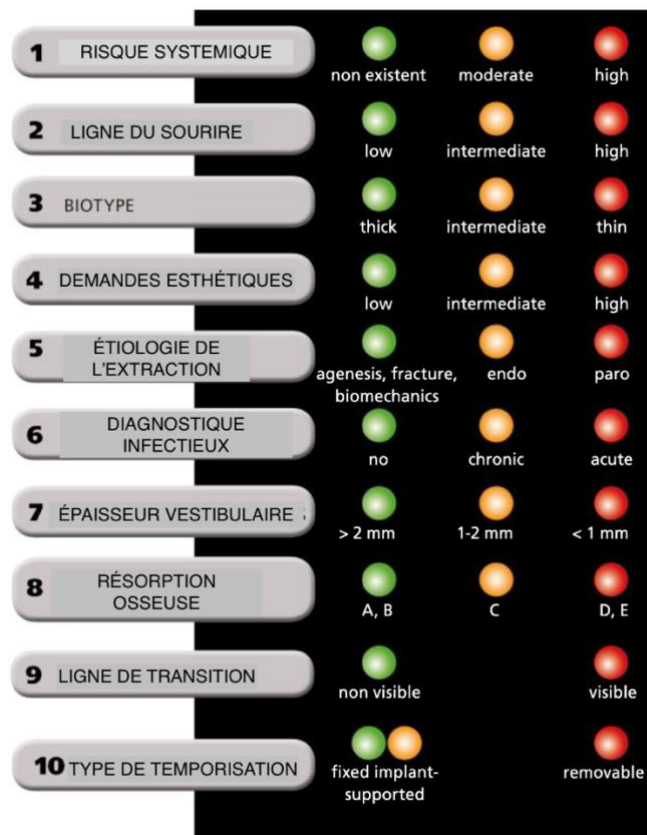 1 RISQUE SYSTEMIQUE
non existent moderate high
2 LIGNE DU SOURIRE
low intermediate high
3 BIOTYPE
thick intermediate thin
4 DEMANDES ESTHÉTIQUES
low intermediate high
5 ÉTIOLOGIE DE
L'EXTRACTION
agenesis, fracture, endo paro
biomechanics
6 DIAGNOSTIQUE
INFECTIEUX
no chronic acute
7 ÉPAISSEUR VESTIBULAIRE
> 2 mm 1-2 mm < 1 mm
8 RÉSORPTION
OSSEUSE
A, B C D, E
9 LIGNE DE TRANSITION
non visible visible
10 TYPE DE TEMPORISATION
fixed implant- removable
supported